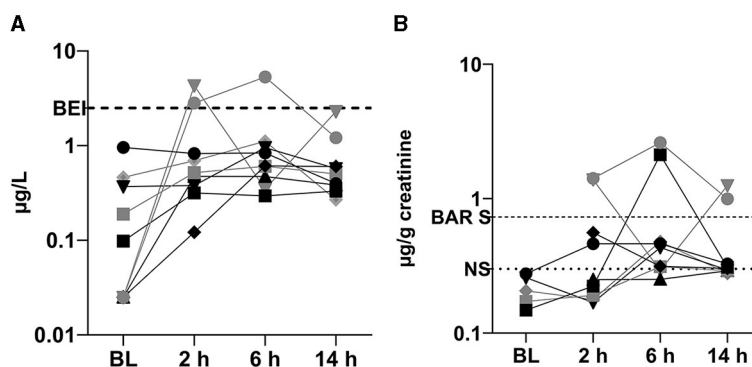 A
10
BEI
1
µg/L
0.1
0.01
BL 2 h 6 h 14 h
B
10
1
BAR S
µg/g creatinine
NS
0.1
BL 2 h 6 h 14 h